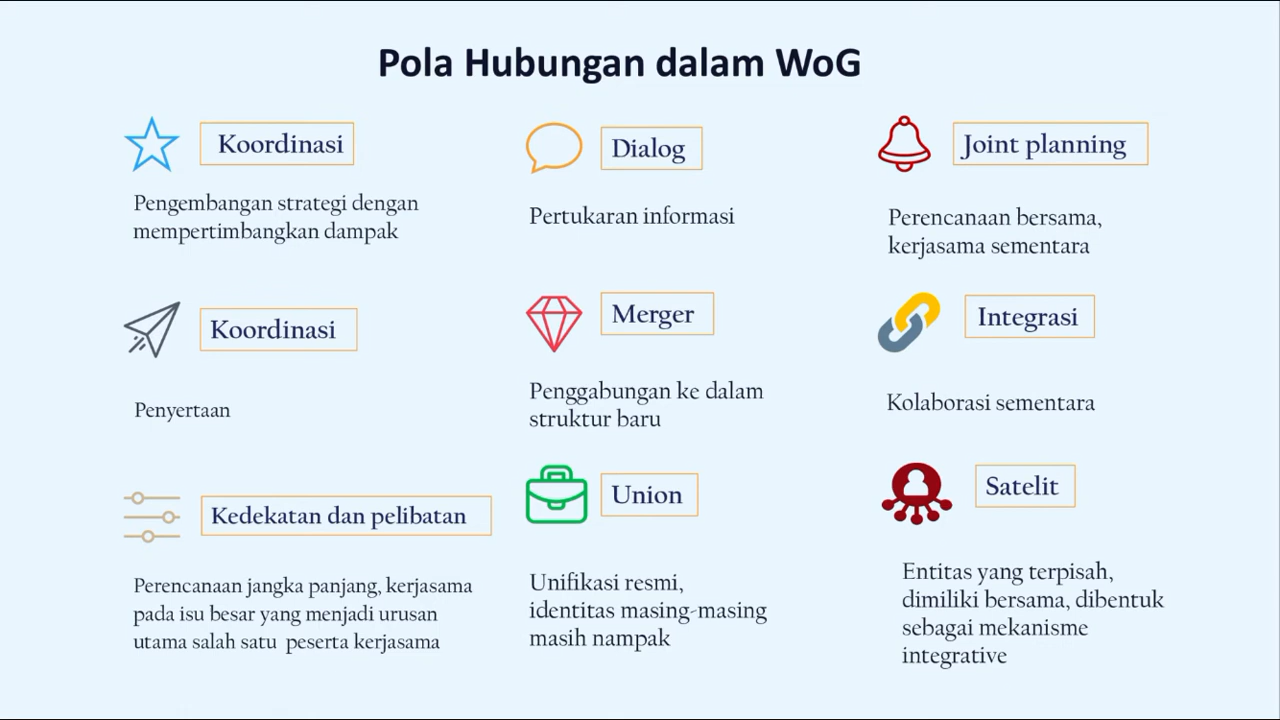 Pola Hubungan dalam WoG
Koordinasi
Pengembangan strategi dengan
mempertimbangkan dampak
Dialog
Pertukaran informasi
Joint planning
Perencanaan bersama,
kerjasama sementara
Koordinasi
Penyertaan
Merger
Penggabungan ke dalam
struktur baru
Integrasi
Kolaborasi sementara
Kedekatan dan pelibatan
Perencanaan jangka panjang, kerjasama
pada isu besar yang menjadi urusan
utama salah satu peserta kerjasama
Union
Unifikasi resmi,
identitas masing-masing
masih nampak
Satelit
Entitas yang terpisah,
dimiliki bersama, dibentuk
sebagai mekanisme
integrative